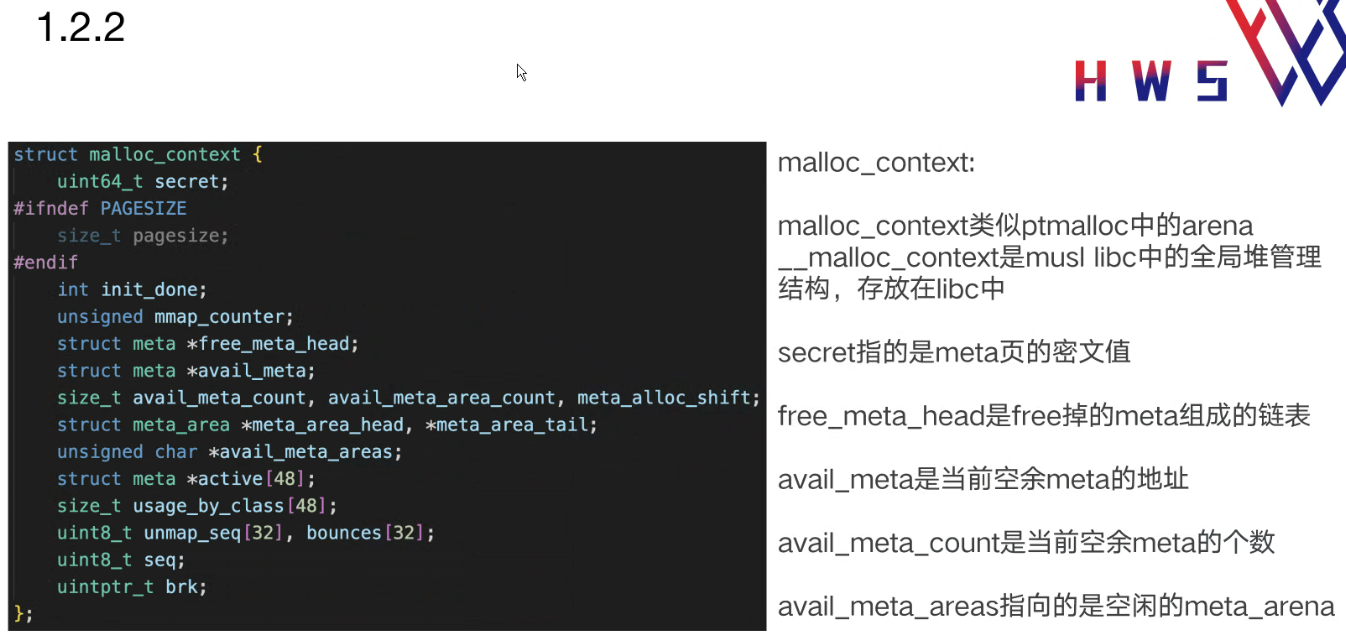 1.2.2
HWS
struct malloc_context {
uint64_t secret;
#ifndef PAGESIZE
size_t pagesize;
#endif
int init_done;
unsigned mmap_counter;
struct meta *free_meta_head;
struct meta *avail_meta;
size_t avail_meta_count, avail_meta_area_count, meta_alloc_shift;
struct meta_area *meta_area_head, *meta_area_tail;
unsigned char *avail_meta_areas;
struct meta *active[48];
size_t usage_by_class[48];
uint8_t unmap_seq[32], bounces[32];
uint8_t seq;
uintptr_t brk;
};
malloc_context:
malloc_context类似ptmalloc中的arena
__malloc_context是musl libc中的全局堆管理
结构，存放在libc中
secret指的是meta页的密文值
free_meta_head是free掉的meta组成的链表
avail_meta是当前空余meta的地址
avail_meta_count是当前空余meta的个数
avail_meta_areas指向的是空闲的meta_arena